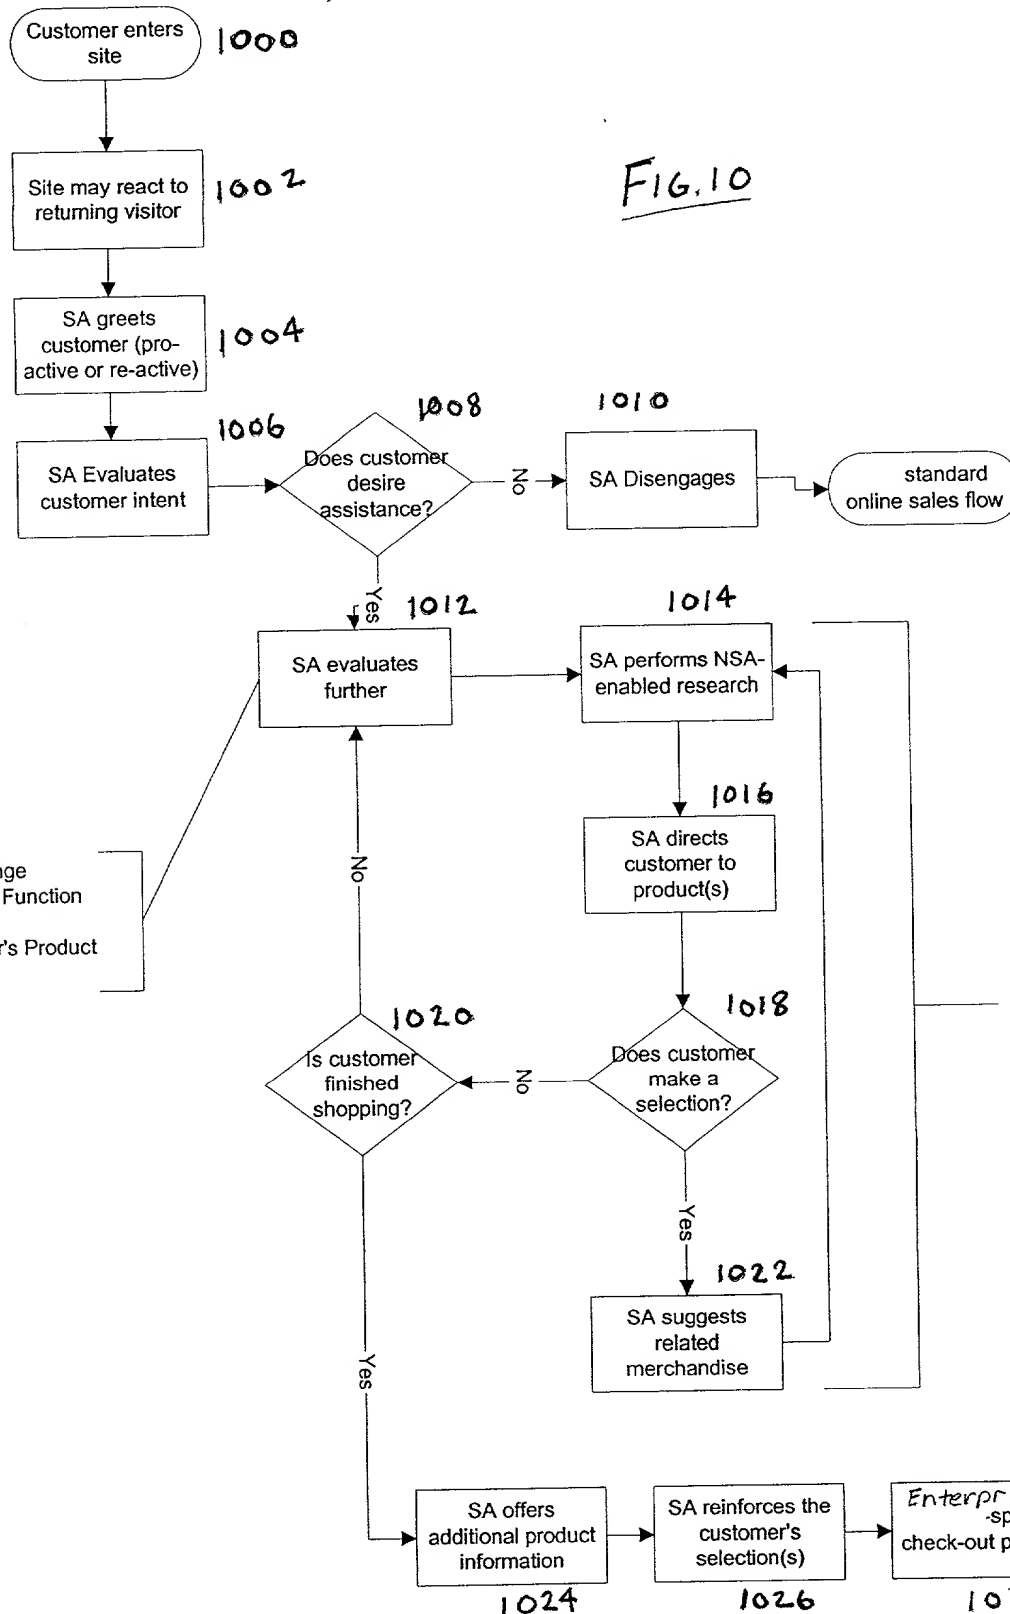 Customer enters
site
1000
Site may react to
returning visitor
1002
FIG. 10
SA greets
customer (pro-
active or re-active)
1004
SA Evaluates
customer intent
1006
Does customer
desire
assistance?
1008
No
SA Disengages
1010
standard
online sales flow
Yes
SA evaluates
further
1012
SA performs NSA-
enabled research
1014
SA directs
customer to
product(s)
1016
Function
Product
No
Does customer
make a
selection?
1018
No
Is customer
finished
shopping?
1020
Yes
SA suggests
related
merchandise
1022
Yes
SA offers
additional product
information
1024
SA reinforces the
customer's
selection(s)
1026
check-out